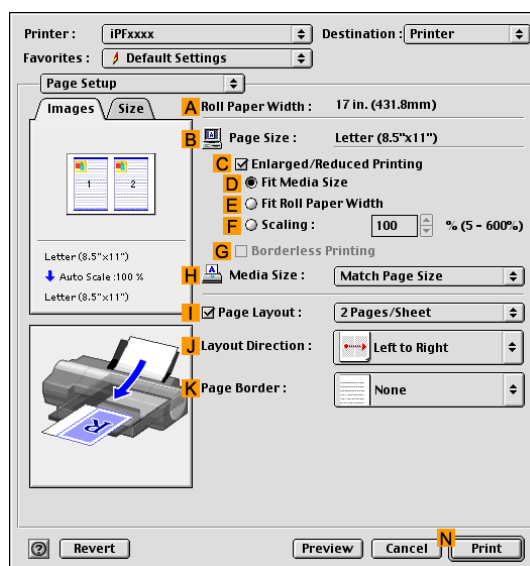 Printer : iPFxxxx Destination : Printer
Favorites : Default Settings
Page Setup
Images Size
A Roll Paper Width : 17 in. (431.8mm)
B Page Size : Letter (8.5"x11")
C Enlarged/Reduced Printing
1 2
D Fit Media Size
E Fit Roll Paper Width
F Scaling : 100 % (5 - 600%)
G Borderless Printing
Letter (8.5"x11")
Auto Scale :100 %
Letter (8.5"x11")
H Media Size : Match Page Size
I Page Layout : 2 Pages/Sheet
J Layout Direction : Left to Right
K Page Border : None
R
? Revert Preview Cancel N Print